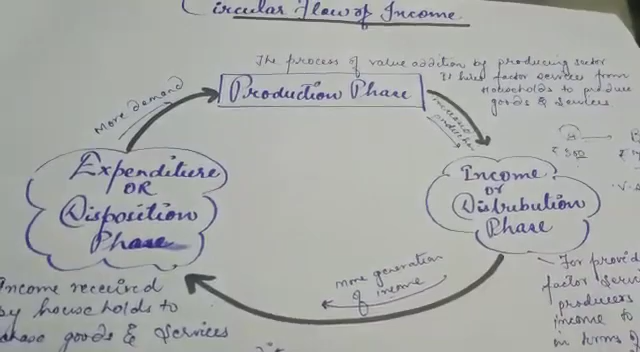 Circular Flow of Income
The process of value addition by producing sector
It hires factor services from
Households to produce
goods & Services
Production Phase
More demand
Increased
production
₹ 500
Expenditure
OR
Disposition
Phase
Income
or
Distribution
Phase
more generation
of income
Income received
by households to
goods & Services
For provid
factor Servi
producers
income to
in terms of